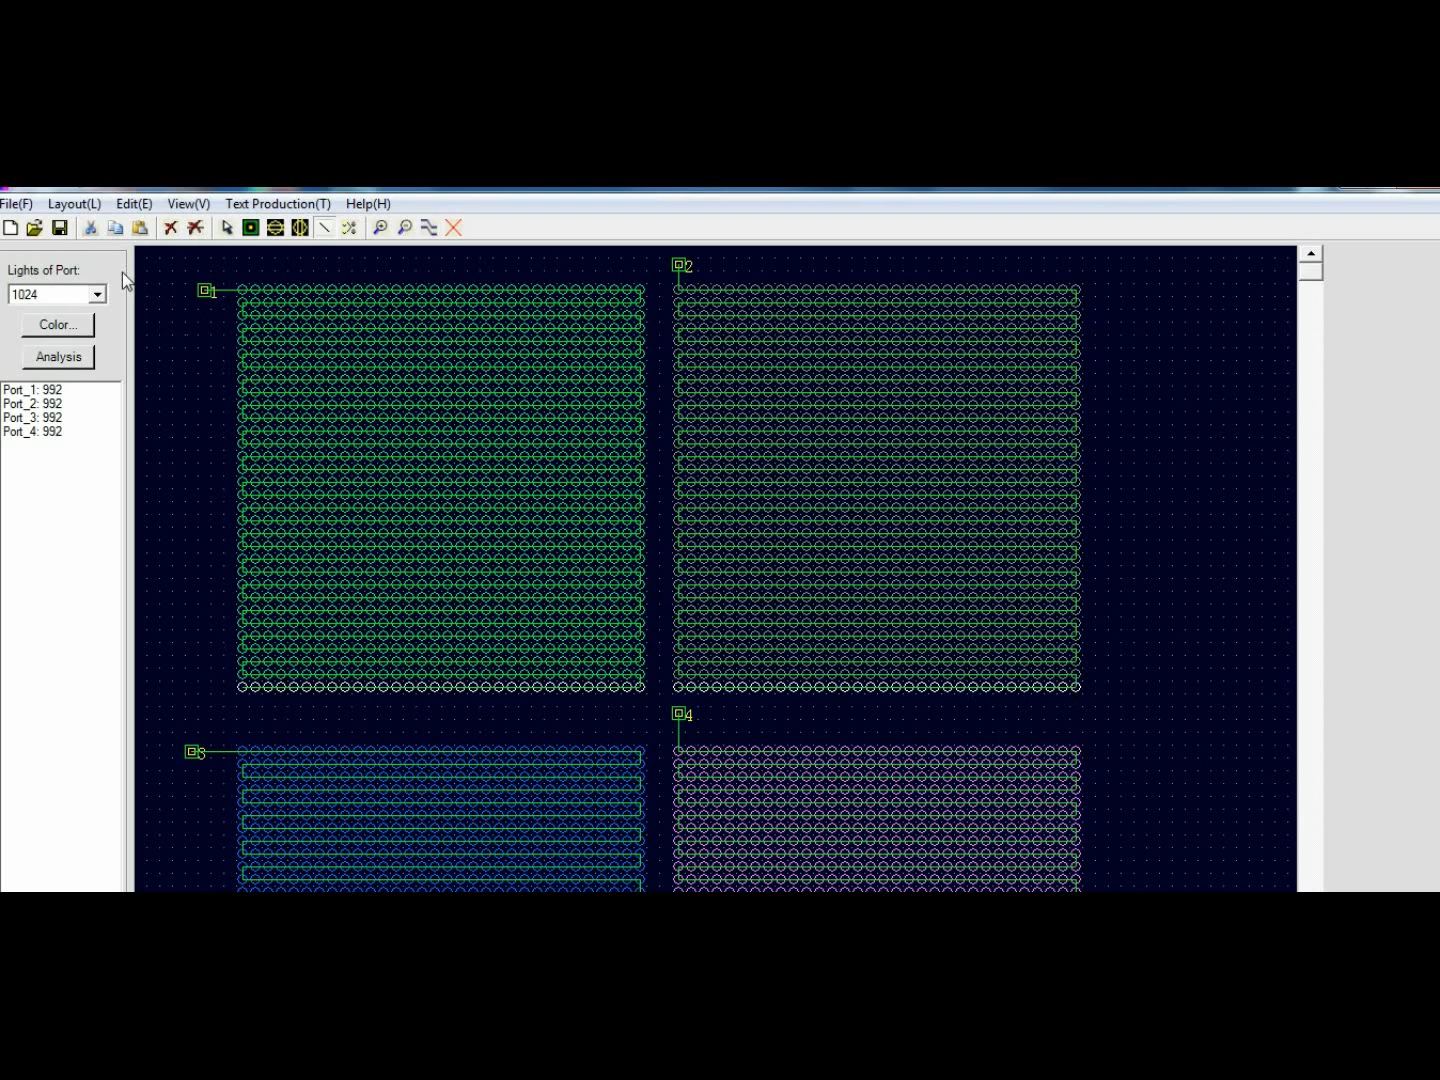 File(F) Layout(L) Edit(E) View(V) Text Production(T) Help(H)
Lights of Port:
1024
Color...
Analysis
Port_1: 992
Port_2: 992
Port_3: 992
Port_4: 992
1
2
3
4